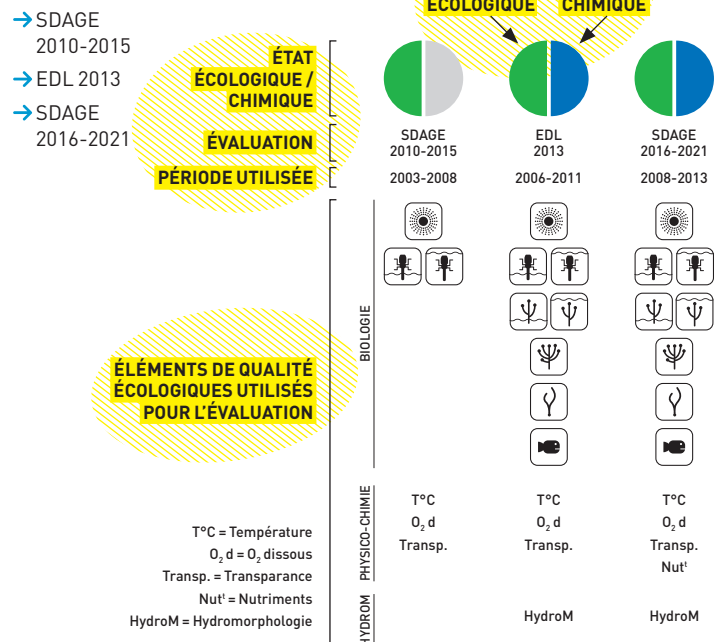 ÉCOLOGIQUE CHIMIQUE
→ SDAGE
2010-2015
→ EDL 2013
→ SDAGE
2016-2021
ÉTAT
ÉCOLOGIQUE /
CHIMIQUE
ÉVALUATION
SDAGE
2010-2015
EDL
2013
SDAGE
2016-2021
PÉRIODE UTILISÉE
2003-2008
2006-2011
2008-2013
ÉLÉMENTS DE QUALITÉ
ÉCOLOGIQUES UTILISÉS
POUR L'ÉVALUATION
BIOLOGIE
PHYSICO-CHIMIE
T°C
O₂ d
Transp.
T°C
O₂ d
Transp.
T°C
O₂ d
Transp.
Nutᵗ
HYDROM
HydroM
HydroM
T°C = Température
O₂ d = O₂ dissous
Transp. = Transparance
Nutᵗ = Nutriments
HydroM = Hydromorphologie